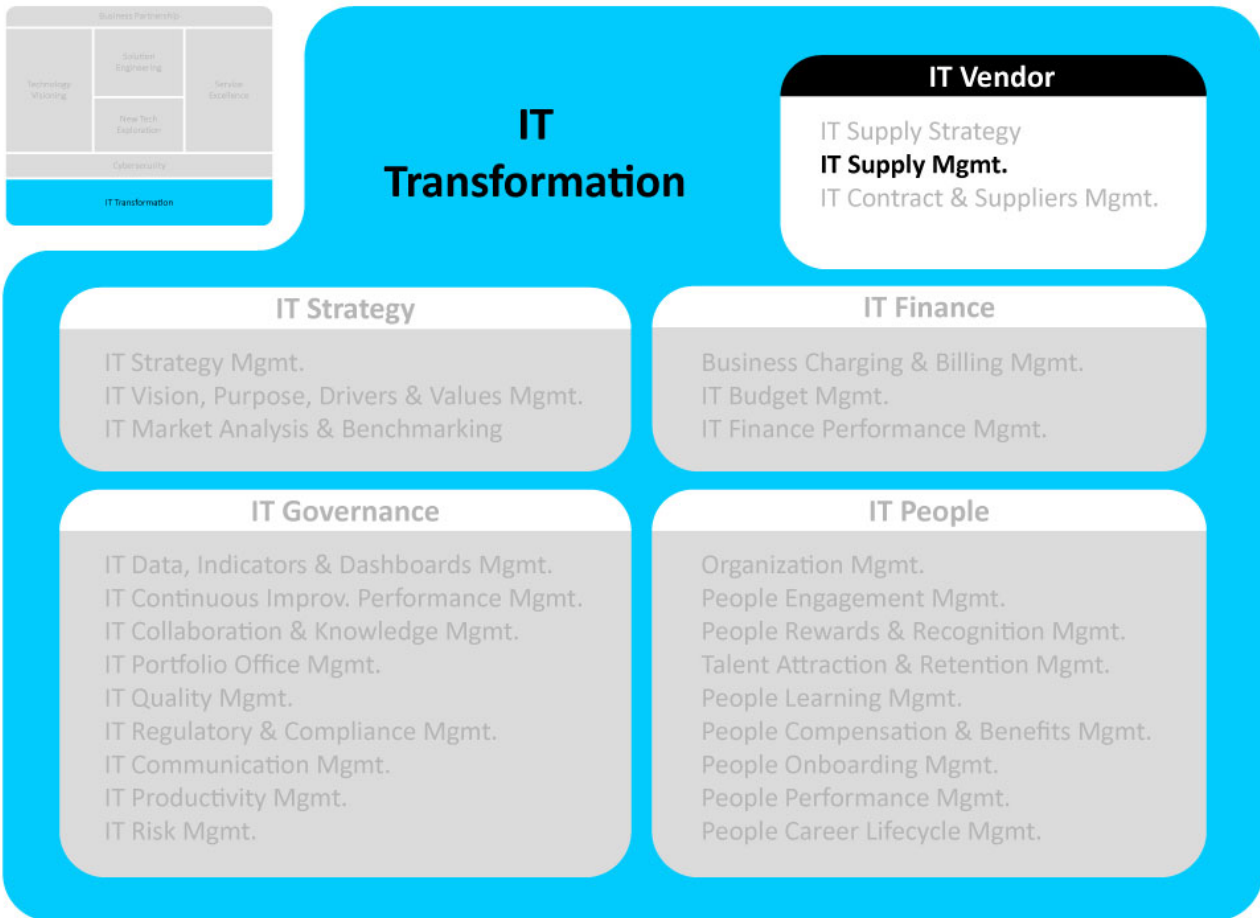 Business Partnership
Technology
Visioning
Solution
Engineering
New Tech
Exploration
Service
Excellence
Cybersecurity
IT Transformation
IT
Transformation
IT Vendor
IT Supply Strategy
IT Supply Mgmt.
IT Contract & Suppliers Mgmt.
IT Strategy
IT Strategy Mgmt.
IT Vision, Purpose, Drivers & Values Mgmt.
IT Market Analysis & Benchmarking
IT Finance
Business Charging & Billing Mgmt.
IT Budget Mgmt.
IT Finance Performance Mgmt.
IT Governance
IT Data, Indicators & Dashboards Mgmt.
IT Continuous Improv. Performance Mgmt.
IT Collaboration & Knowledge Mgmt.
IT Portfolio Office Mgmt.
IT Quality Mgmt.
IT Regulatory & Compliance Mgmt.
IT Communication Mgmt.
IT Productivity Mgmt.
IT Risk Mgmt.
IT People
Organization Mgmt.
People Engagement Mgmt.
People Rewards & Recognition Mgmt.
Talent Attraction & Retention Mgmt.
People Learning Mgmt.
People Compensation & Benefits Mgmt.
People Onboarding Mgmt.
People Performance Mgmt.
People Career Lifecycle Mgmt.